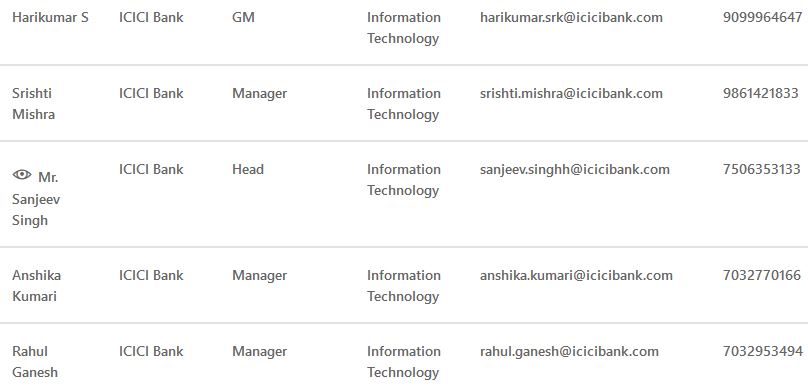 Harikumar S ICICI Bank GM Information harikumar.srk@icicibank.com 9099964647
Technology
Srishti ICICI Bank Manager Information srishti.mishra@icicibank.com 9861421833
Mishra Technology
Mr. ICICI Bank Head Information sanjeev.singhh@icicibank.com 7506353133
Sanjeev Technology
Singh
Anshika ICICI Bank Manager Information anshika.kumari@icicibank.com 7032770166
Kumari Technology
Rahul ICICI Bank Manager Information rahul.ganesh@icicibank.com 7032953494
Ganesh Technology